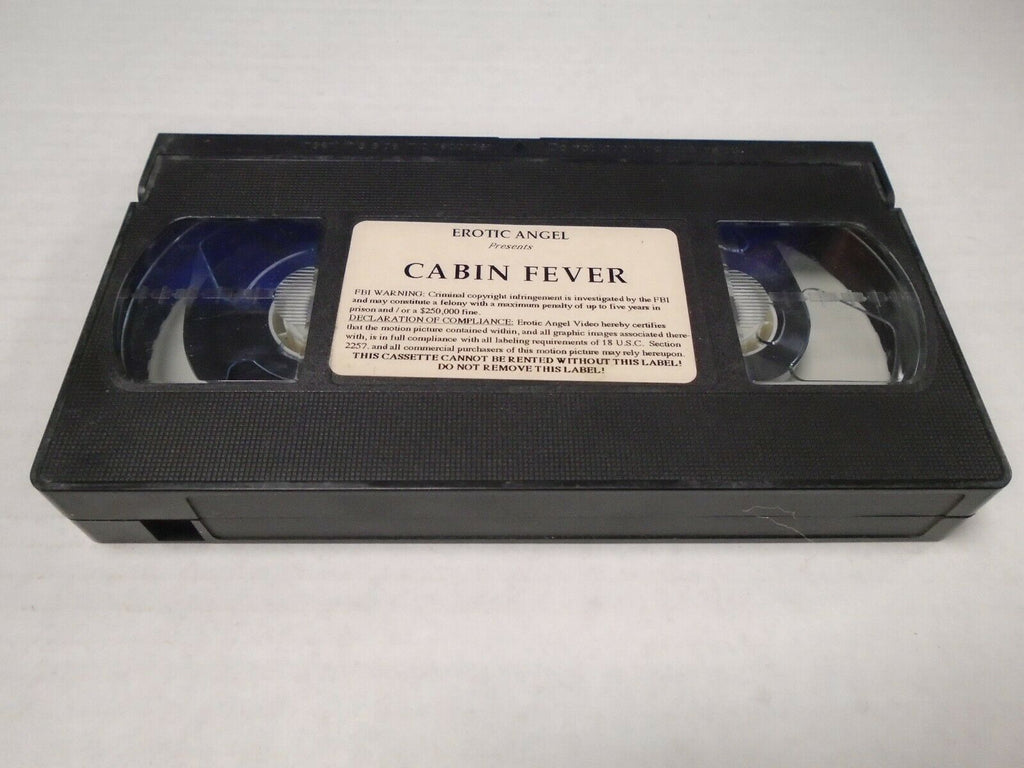 EROTIC ANGEL
Presents
CABIN FEVER
FBI WARNING: Criminal copyright infringement is investigated by the FBI
and may constitute a felony with a maximum penalty of up to five years in
prison and / or a $250,000 fine.
DECLARATION OF COMPLIANCE: Erotic Angel Video hereby certifies
that the motion picture contained within, and all graphic images associated there-
with, is in full compliance with all labeling requirements of 18 U.S.C. Section
2257, and all commercial purchasers of this motion picture may rely hereupon.
THIS CASSETTE CANNOT BE RENTED WITHOUT THIS LABEL!
DO NOT REMOVE THIS LABEL!